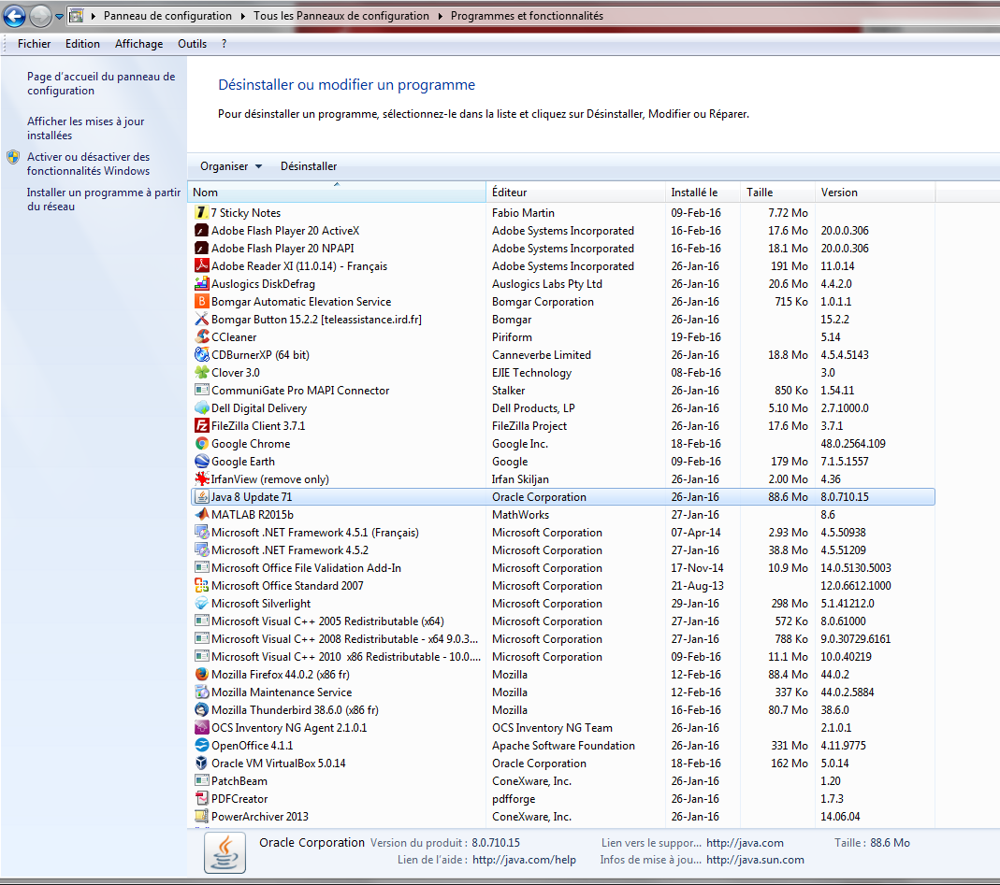 Panneau de configuration Tous les Panneaux de configuration Programmes et fonctionnalités
Fichier Edition Affichage Outils ?
Page d'accueil du panneau de
configuration
Afficher les mises à jour
installées
Activer ou désactiver des
fonctionnalités Windows
Installer un programme à partir
du réseau
Désinstaller ou modifier un programme
Pour désinstaller un programme, sélectionnez-le dans la liste et cliquez sur Désinstaller, Modifier ou Réparer.
Organiser Désinstaller
Nom Éditeur Installé le Taille Version
7 Sticky Notes Fabio Martin 09-Feb-16 7.72 Mo
Adobe Flash Player 20 ActiveX Adobe Systems Incorporated 16-Feb-16 17.6 Mo 20.0.0.306
Adobe Flash Player 20 NPAPI Adobe Systems Incorporated 16-Feb-16 18.1 Mo 20.0.0.306
Adobe Reader XI (11.0.14) - Français Adobe Systems Incorporated 26-Jan-16 191 Mo 11.0.14
Auslogics DiskDefrag Auslogics Labs Pty Ltd 26-Jan-16 20.6 Mo 4.4.2.0
Bomgar Automatic Elevation Service Bomgar Corporation 26-Jan-16 715 Ko 1.0.1.1
Bomgar Button 15.2.2 [teleassistance.ird.fr] Bomgar 26-Jan-16 15.2.2
CCleaner Piriform 19-Feb-16 5.14
CDBurnerXP (64 bit) Canneverbe Limited 26-Jan-16 18.8 Mo 4.5.4.5143
Clover 3.0 EJIE Technology 08-Feb-16 3.0
CommuniGate Pro MAPI Connector Stalker 26-Jan-16 850 Ko 1.54.11
Dell Digital Delivery Dell Products, LP 26-Jan-16 5.10 Mo 2.7.1000.0
FileZilla Client 3.7.1 FileZilla Project 26-Jan-16 17.6 Mo 3.7.1
Google Chrome Google Inc. 18-Feb-16 48.0.2564.109
Google Earth Google 09-Feb-16 179 Mo 7.1.5.1557
IrfanView (remove only) Irfan Skiljan 26-Jan-16 2.00 Mo 4.36
Java 8 Update 71 Oracle Corporation 26-Jan-16 88.6 Mo 8.0.710.15
MATLAB R2015b MathWorks 27-Jan-16 8.6
Microsoft .NET Framework 4.5.1 (Français) Microsoft Corporation 07-Apr-14 2.93 Mo 4.5.50938
Microsoft .NET Framework 4.5.2 Microsoft Corporation 27-Jan-16 38.8 Mo 4.5.51209
Microsoft Office File Validation Add-In Microsoft Corporation 17-Nov-14 10.9 Mo 14.0.5130.5003
Microsoft Office Standard 2007 Microsoft Corporation 21-Aug-13 12.0.6612.1000
Microsoft Silverlight Microsoft Corporation 29-Jan-16 298 Mo 5.1.41212.0
Microsoft Visual C++ 2005 Redistributable (x64) Microsoft Corporation 27-Jan-16 572 Ko 8.0.61000
Microsoft Visual C++ 2008 Redistributable - x64 9.0.3... Microsoft Corporation 27-Jan-16 788 Ko 9.0.30729.6161
Microsoft Visual C++ 2010 x86 Redistributable - 10.0.... Microsoft Corporation 09-Feb-16 11.1 Mo 10.0.40219
Mozilla Firefox 44.0.2 (x86 fr) Mozilla 12-Feb-16 88.4 Mo 44.0.2
Mozilla Maintenance Service Mozilla 12-Feb-16 337 Ko 44.0.2.5884
Mozilla Thunderbird 38.6.0 (x86 fr) Mozilla 16-Feb-16 80.7 Mo 38.6.0
OCS Inventory NG Agent 2.1.0.1 OCS Inventory NG Team 26-Jan-16 2.1.0.1
OpenOffice 4.1.1 Apache Software Foundation 26-Jan-16 331 Mo 4.11.9775
Oracle VM VirtualBox 5.0.14 Oracle Corporation 18-Feb-16 162 Mo 5.0.14
PatchBeam ConeXware, Inc. 26-Jan-16 1.20
PDFCreator pdfforge 26-Jan-16 1.7.3
PowerArchiver 2013 ConeXware, Inc. 26-Jan-16 14.06.04
Oracle Corporation Version du produit : 8.0.710.15 Lien vers le suppor... http://java.com Taille : 88.6 Mo
Lien de l'aide : http://java.com/help Infos de mise à jou... http://java.sun.com